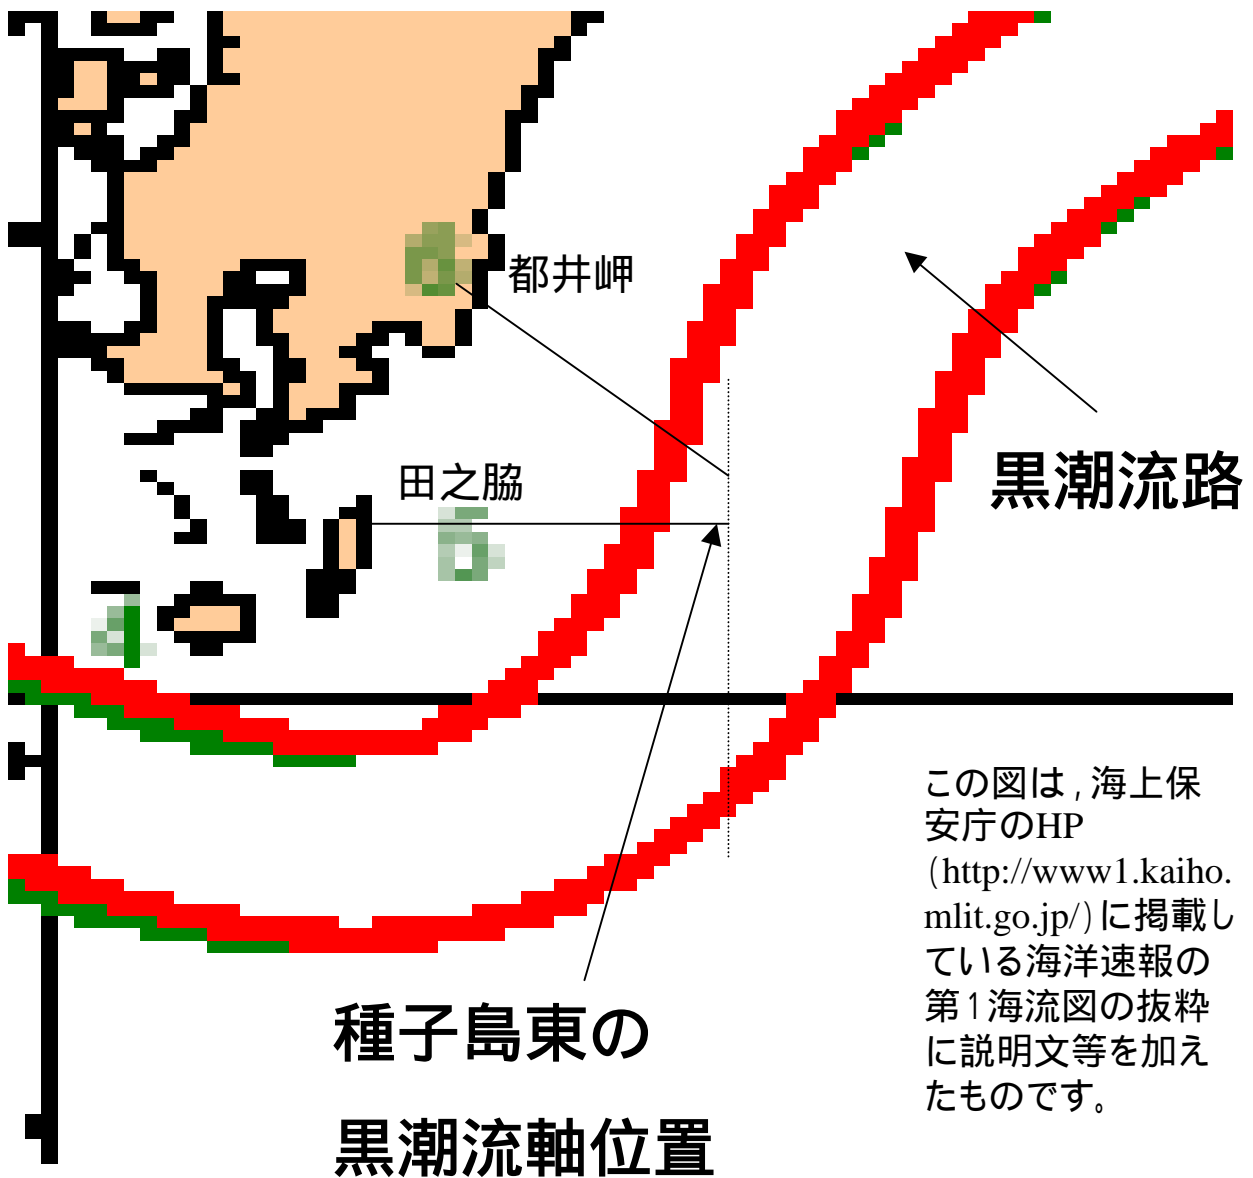 都井岬
田之脇
黒潮流路
6
5
4
この図は,海上保
安庁のHP
(http://www1.kaiho.
mlit.go.jp/)に掲載し
ている海洋速報の
第1海流図の抜粋
に説明文等を加え
たものです。
種子島東の
黒潮流軸位置